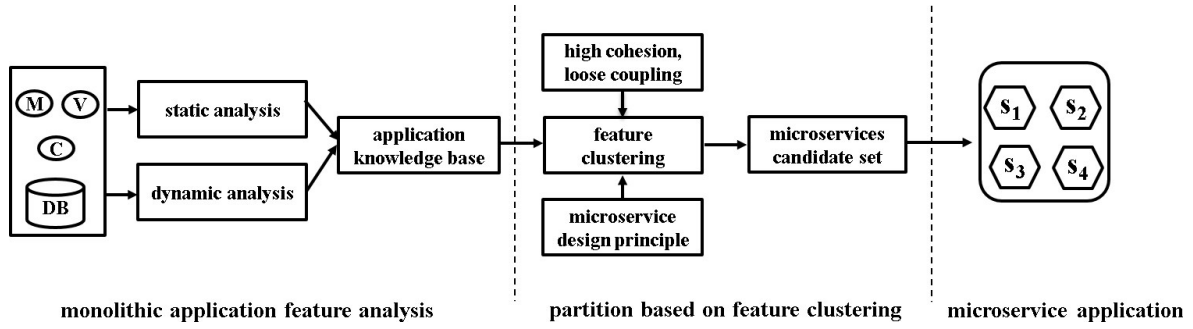 M
V
C
DB
static analysis
dynamic analysis
application
knowledge base
high cohesion,
loose coupling
feature
clustering
microservice
design principle
microservices
candidate set
S1
S2
S3
S4
monolithic application feature analysis
partition based on feature clustering
microservice application